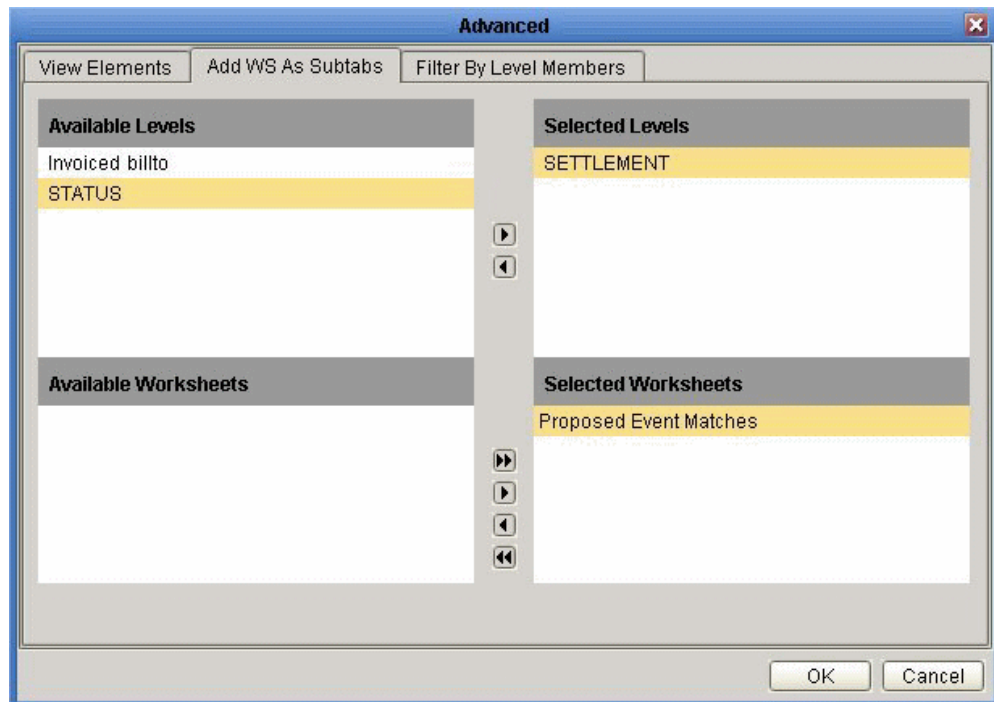 Advanced
View Elements
Add WS As Subtabs
Filter By Level Members
Available Levels
Invoiced billto
STATUS
Selected Levels
SETTLEMENT
Available Worksheets
Selected Worksheets
Proposed Event Matches
OK
Cancel